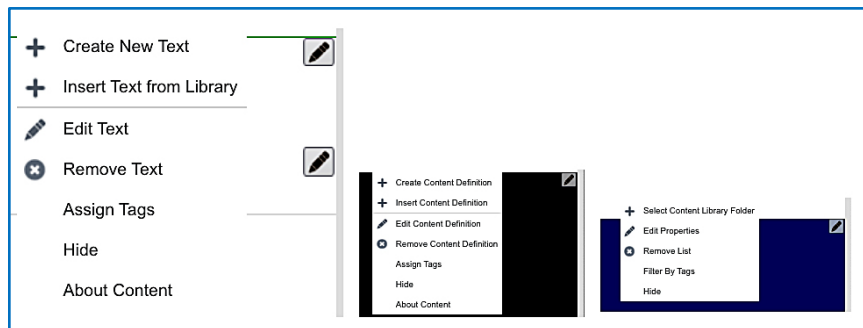 Create New Text
Insert Text from Library
Edit Text
Remove Text
Assign Tags
Hide
About Content
Create Content Definition
Insert Content Definition
Edit Content Definition
Remove Content Definition
Assign Tags
Hide
About Content
Select Content Library Folder
Edit Properties
Remove List
Filter By Tags
Hide